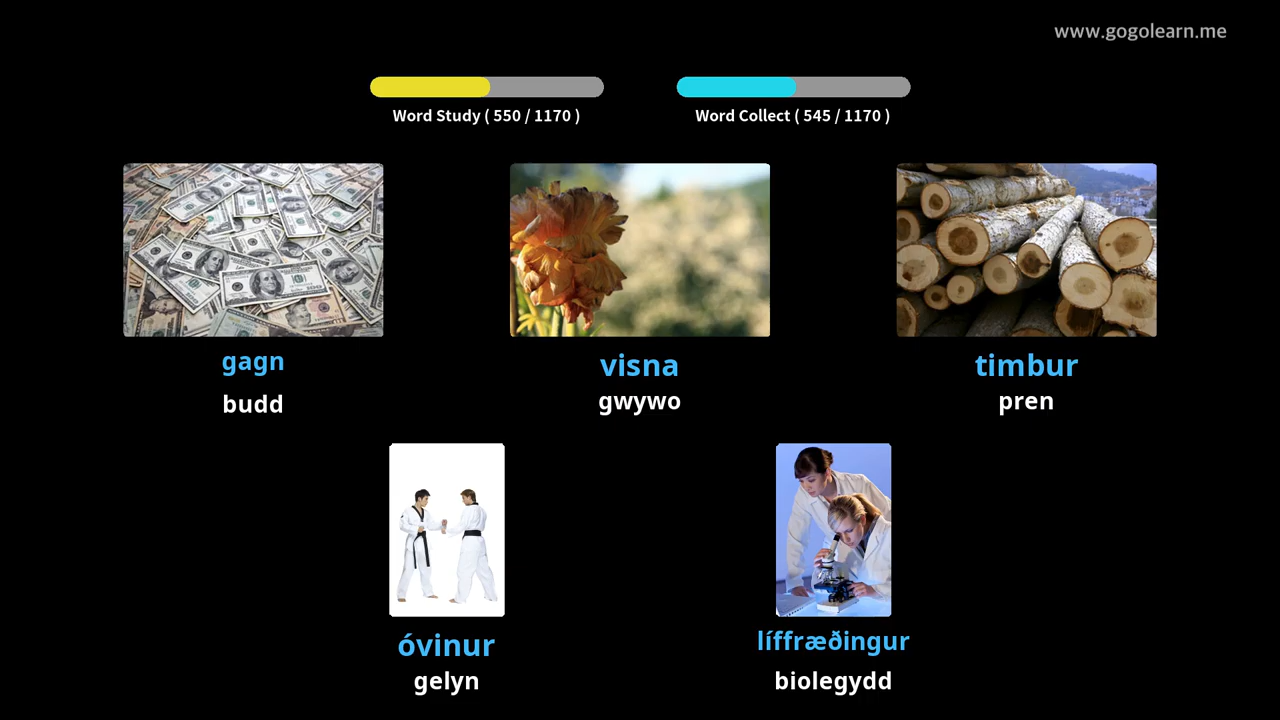 www.gogolearn.me
Word Study ( 550 / 1170 )
Word Collect ( 545 / 1170 )
gagn
budd
visna
gwywo
timbur
pren
óvinur
gelyn
líffræðingur
biolegydd